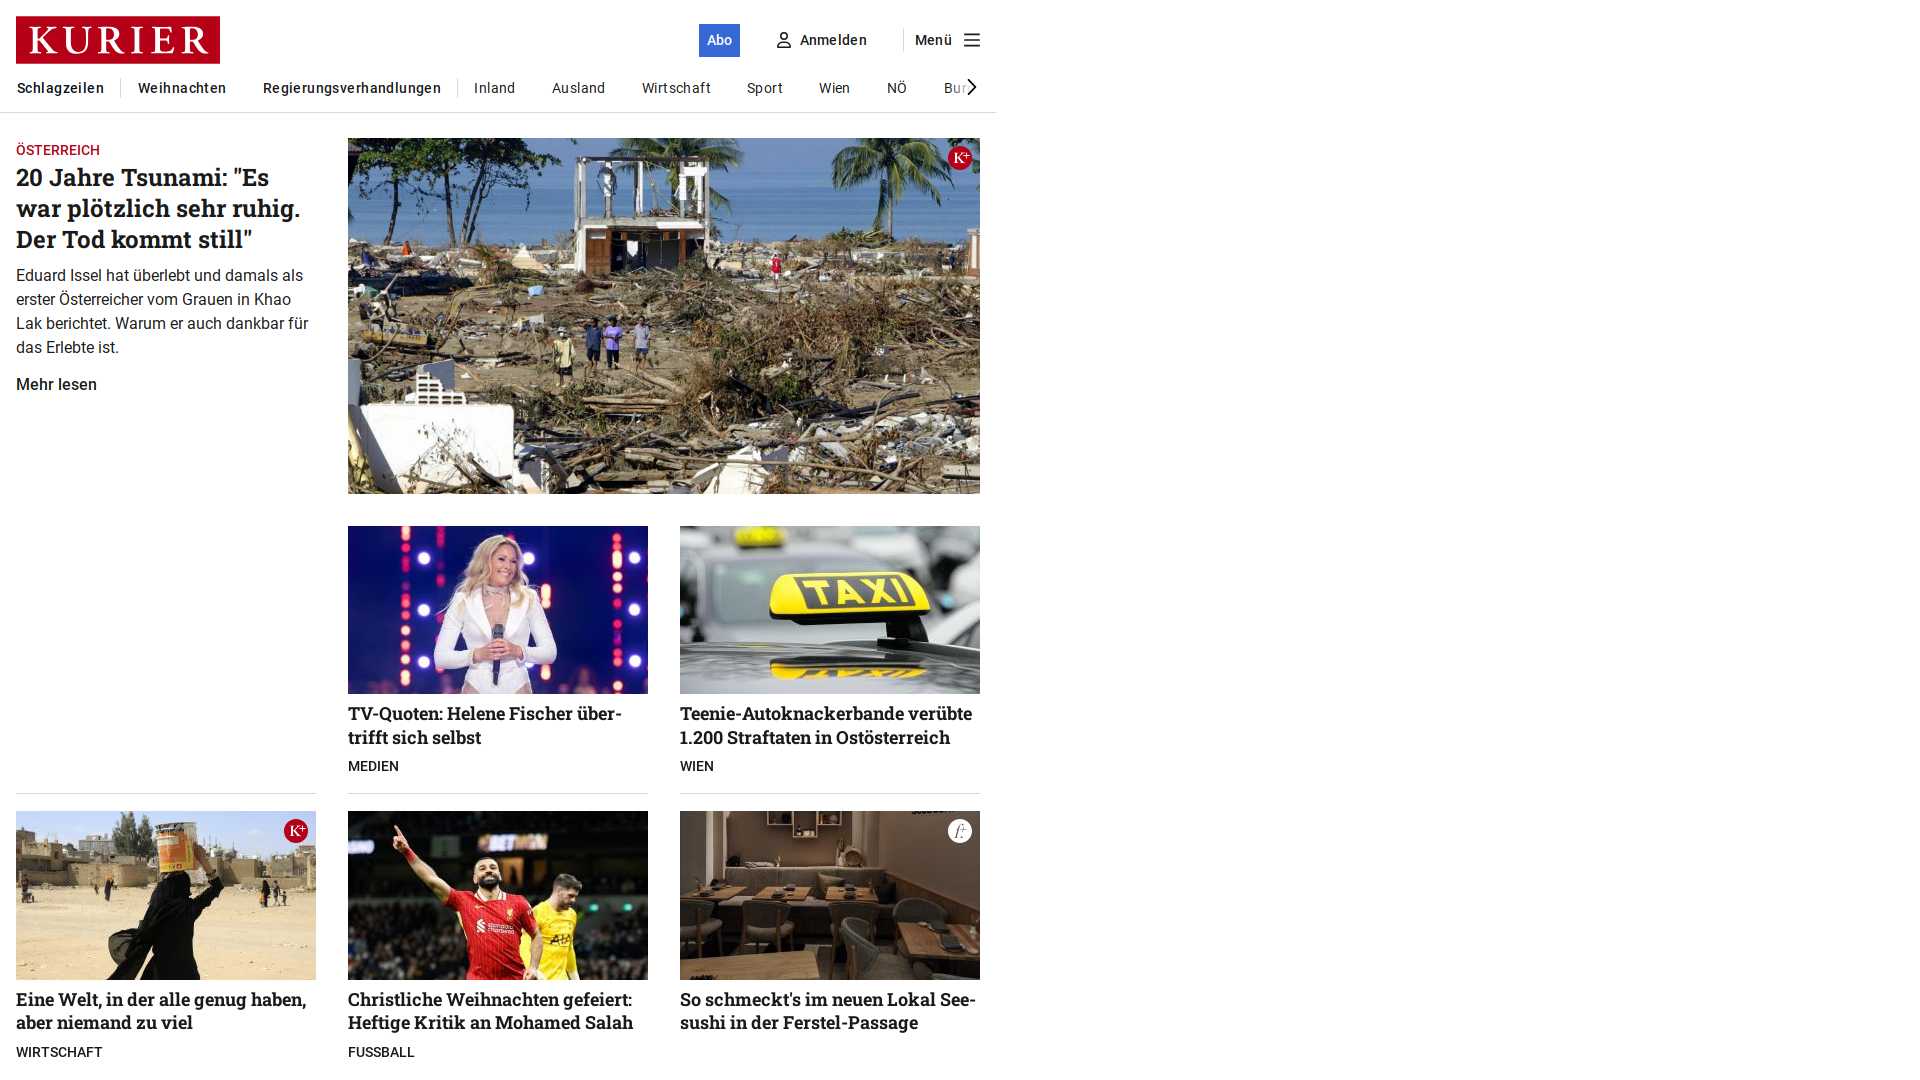 KURIER
Abo
Anmelden
Menü
Schlagzeilen
Weihnachten
Regierungsverhandlungen
Inland
Ausland
Wirtschaft
Sport
Wien
NÖ
Bur
ÖSTERREICH
20 Jahre Tsunami: "Es
war plötzlich sehr ruhig.
Der Tod kommt still"
Eduard Issel hat überlebt und damals als
erster Österreicher vom Grauen in Khao
Lak berichtet. Warum er auch dankbar für
das Erlebte ist.
Mehr lesen
K+
TAXI
TV-Quoten: Helene Fischer über-
trifft sich selbst
MEDIEN
Teenie-Autoknackerbande verübte
1.200 Straftaten in Ostösterreich
WIEN
K+
AIA
f+
Eine Welt, in der alle genug haben,
aber niemand zu viel
WIRTSCHAFT
Christliche Weihnachten gefeiert:
Heftige Kritik an Mohamed Salah
FUSSBALL
So schmeckt's im neuen Lokal See-
sushi in der Ferstel-Passage